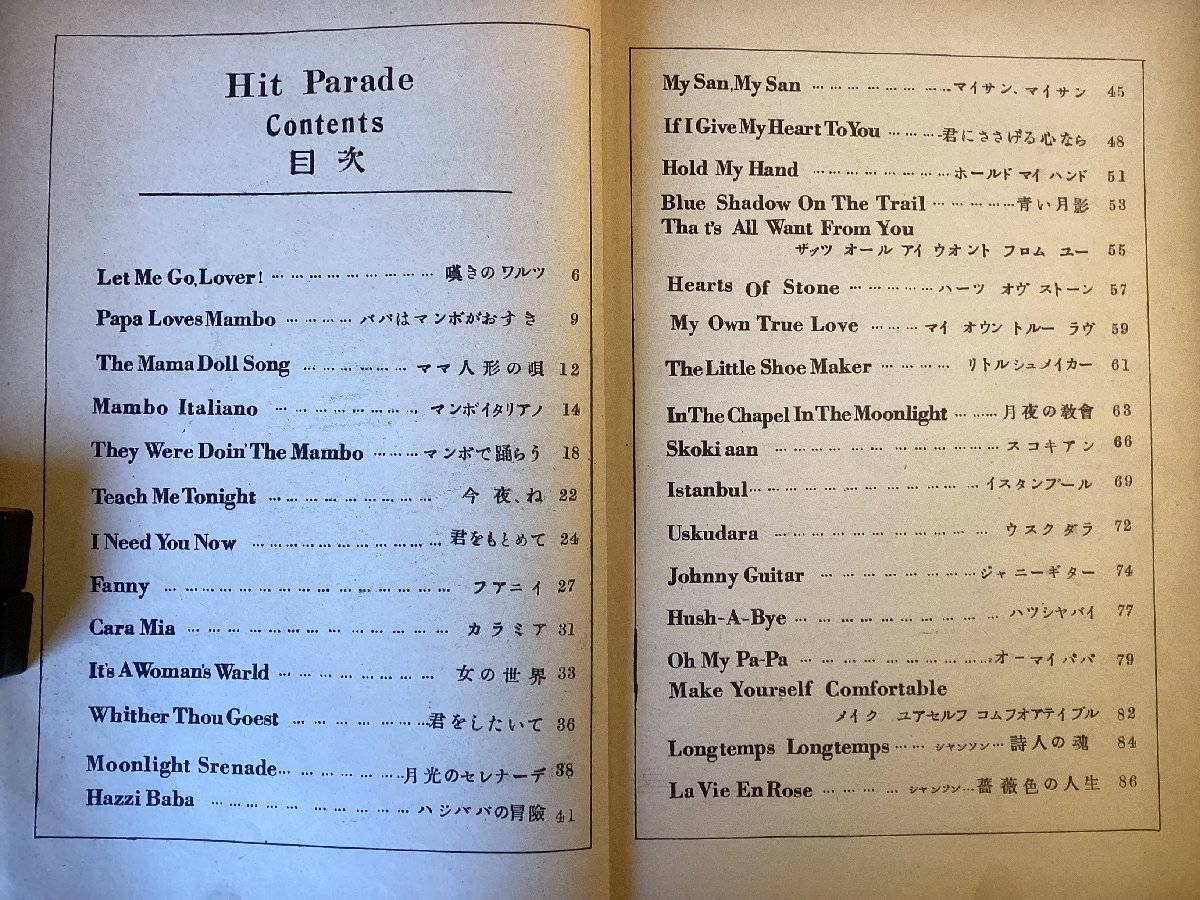 Hit Parade
Contents
目次
Let Me Go, Lover! ………………………… 嘆きのワルツ 6
Papa Loves Mambo ………… パパはマンボがおすき 9
The Mama Doll Song ……………… ママ人形の唄 12
Mambo Italiano ……………………… マンボイタリアノ 14
They Were Doin' The Mambo ……… マンボで踊らう 18
Teach Me Tonight ……………………… 今夜、ね 22
I Need You Now ……………………………… 君をもとめて 24
Fanny ……………………………………… フアニイ 27
Cara Mia ………………………………… カラミア 31
It's A Woman's Warld ……………………… 女の世界 33
Whither Thou Goest …………………… 君をしたいて 36
Moonlight Srenade ………………… 月光のセレナーデ 38
Hazzi Baba …………………………… ハジババの冒険 41
My San, My San ……………………… マイサン、マイサン 45
If I Give My Heart To You ……… 君にささげる心なら 48
Hold My Hand ……………………… ホールド マイ ハンド 51
Blue Shadow On The Trail …………… 青い月影 53
Tha t's All Want From You
ザッツ オール アイ ウオント フロム ユー 55
Hearts Of Stone ……………… ハーツ オヴ ストーン 57
My Own True Love ……… マイ オウン トルー ラヴ 59
The Little Shoe Maker ………… リトルシュメイカー 61
In The Chapel In The Moonlight ……… 月夜の敎會 63
Skoki aan ……………………………… スコキアン 66
Istanbul ……………………………… イスタンブール 69
Uskudara ……………………………… ウスクダラ 72
Johnny Guitar ……………………… ジャニーギター 74
Hush-A-Bye ……………………………… ハツシヤバイ 77
Oh My Pa-Pa ……………………………… オーマイパパ 79
Make Yourself Comfortable
メイク ユアセルフ コムフオアテイブル 82
Longtemps Longtemps …… シャンソン… 詩人の魂 84
La Vie En Rose ………… シャンソン… 薔薇色の人生 86